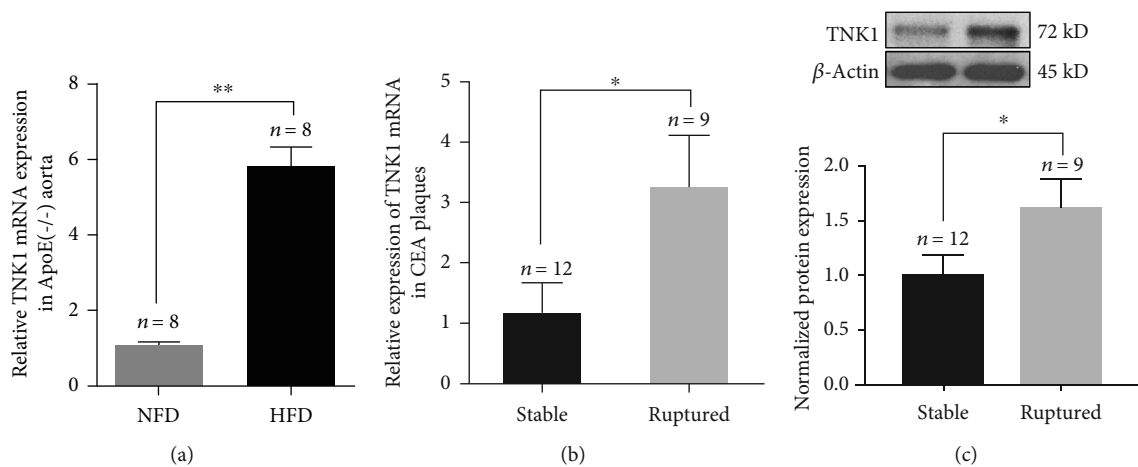 Relative TNK1 mRNA expression
in ApoE(-/-) aorta
8
6
4
2
0
**
n = 8
n = 8
NFD
HFD
(a)
Relative expression of TNK1 mRNA
in CEA plaques
5
4
3
2
1
0
*
n = 9
n = 12
Stable
Ruptured
(b)
TNK1
72 kD
β-Actin
45 kD
Normalized protein expression
2.0
1.5
1.0
0.5
0.0
*
n = 9
n = 12
Stable
Ruptured
(c)